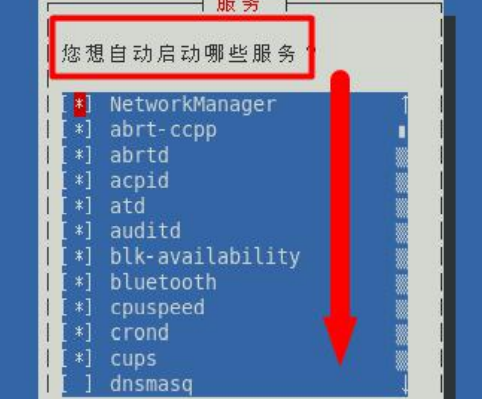 服务
您想自动启动哪些服务？
[*] NetworkManager
[*] abrt-ccpp
[*] abrtd
[*] acpid
[*] atd
[*] auditd
[*] blk-availability
[*] bluetooth
[*] cpuspeed
[*] crond
[*] cups
[ ] dnsmasq